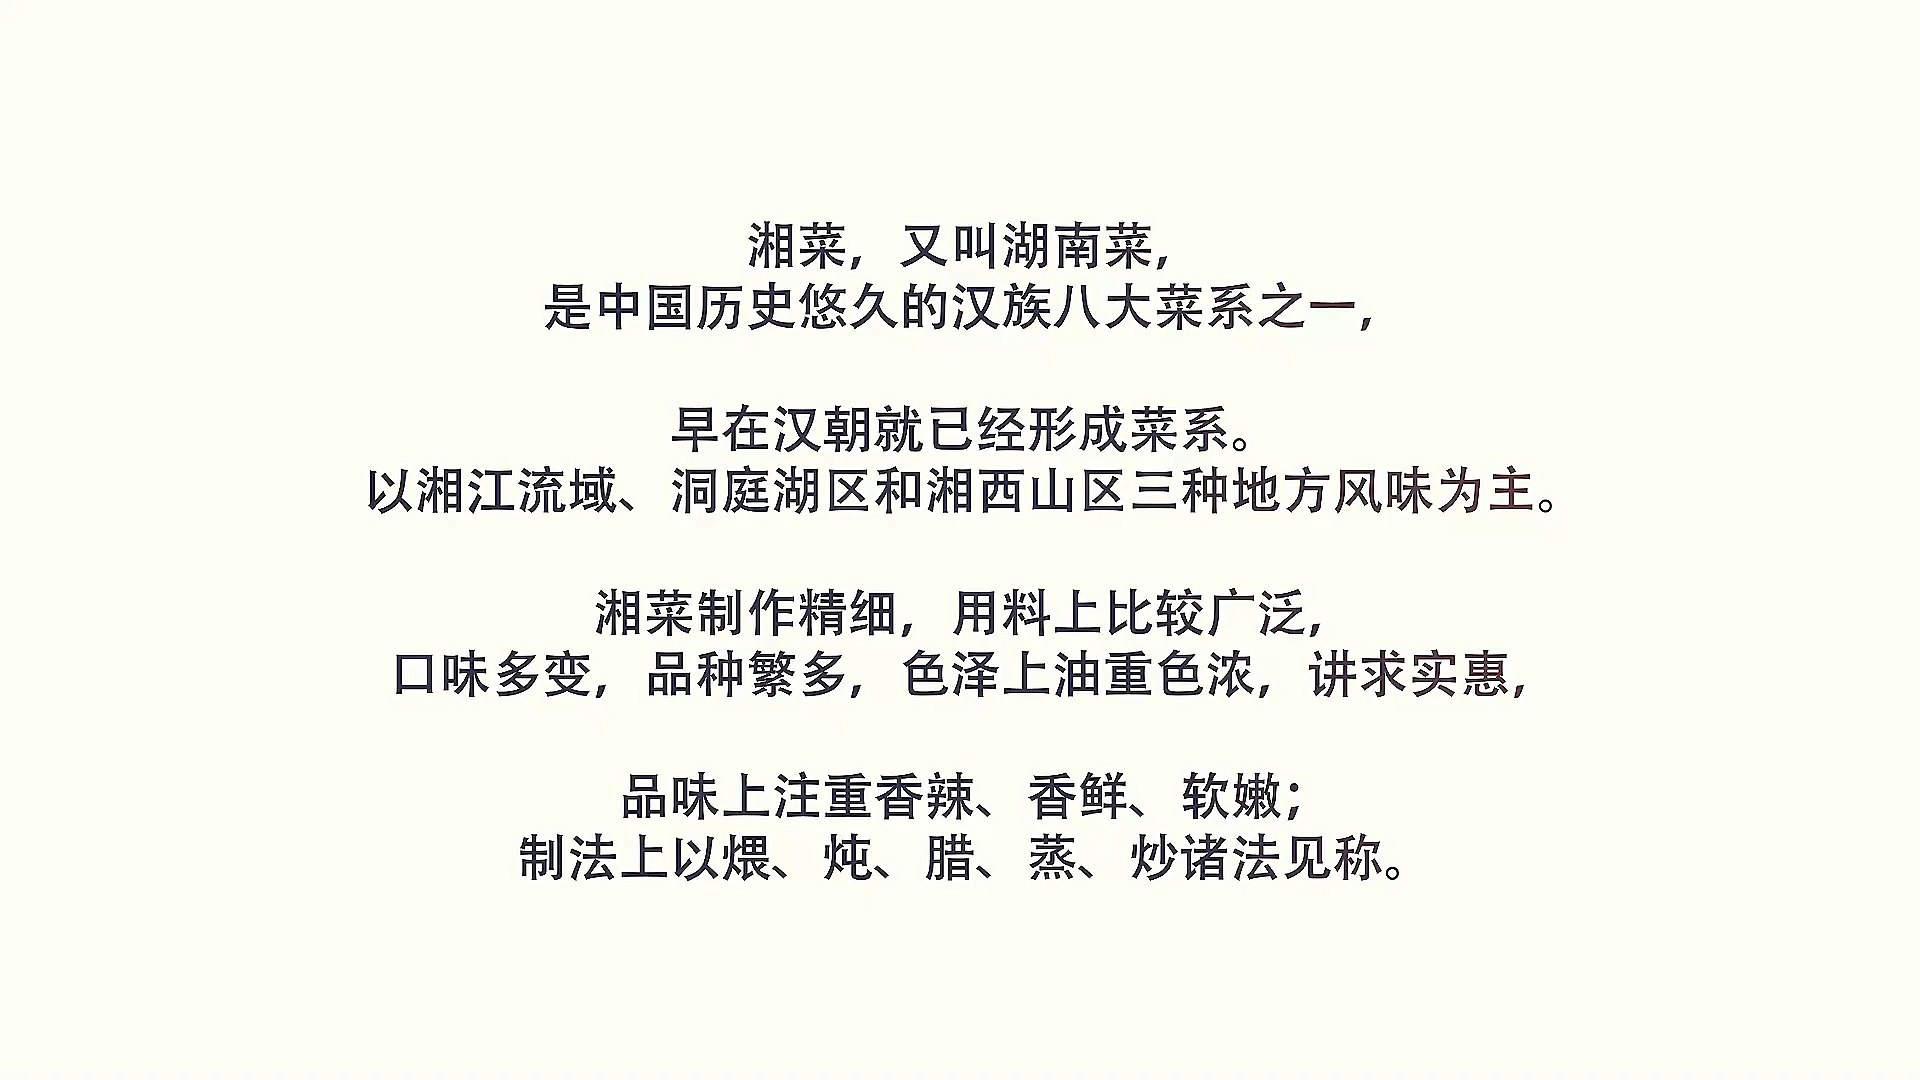 湘菜，又叫湖南菜，
是中国历史悠久的汉族八大菜系之一，
早在汉朝就已经形成菜系。
以湘江流域、洞庭湖区和湘西山区三种地方风味为主。
湘菜制作精细，用料上比较广泛，
口味多变，品种繁多，色泽上油重色浓，讲求实惠，
品味上注重香辣、香鲜、软嫩；
制法上以煨、炖、腊、蒸、炒诸法见称。